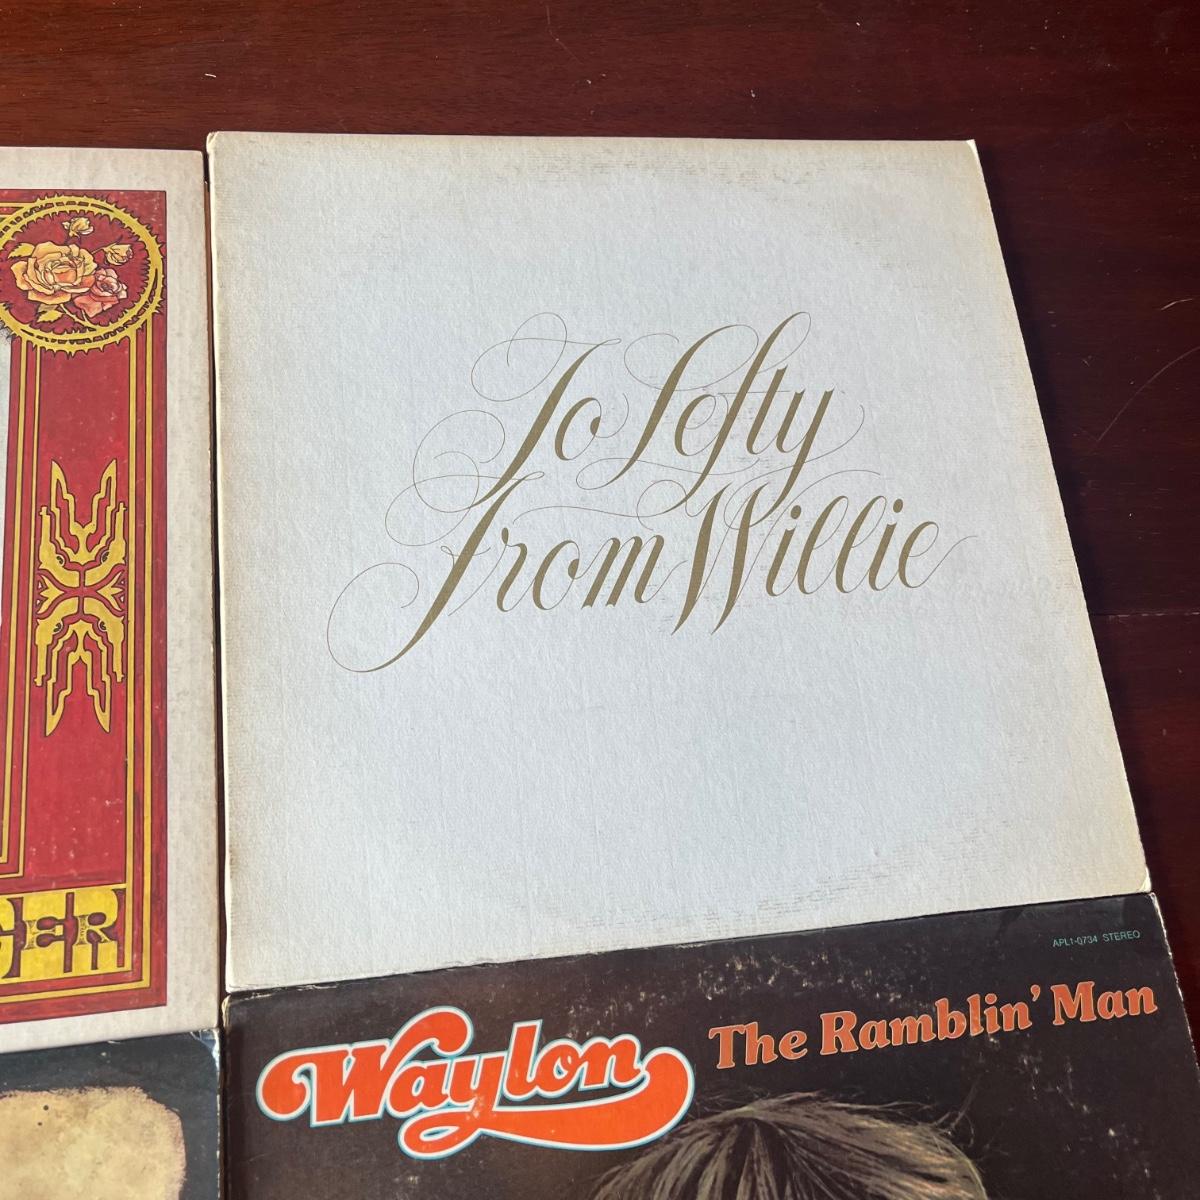 To Lefty
From Willie
GER
APL1-0734 STEREO
Waylon
The Ramblin' Man